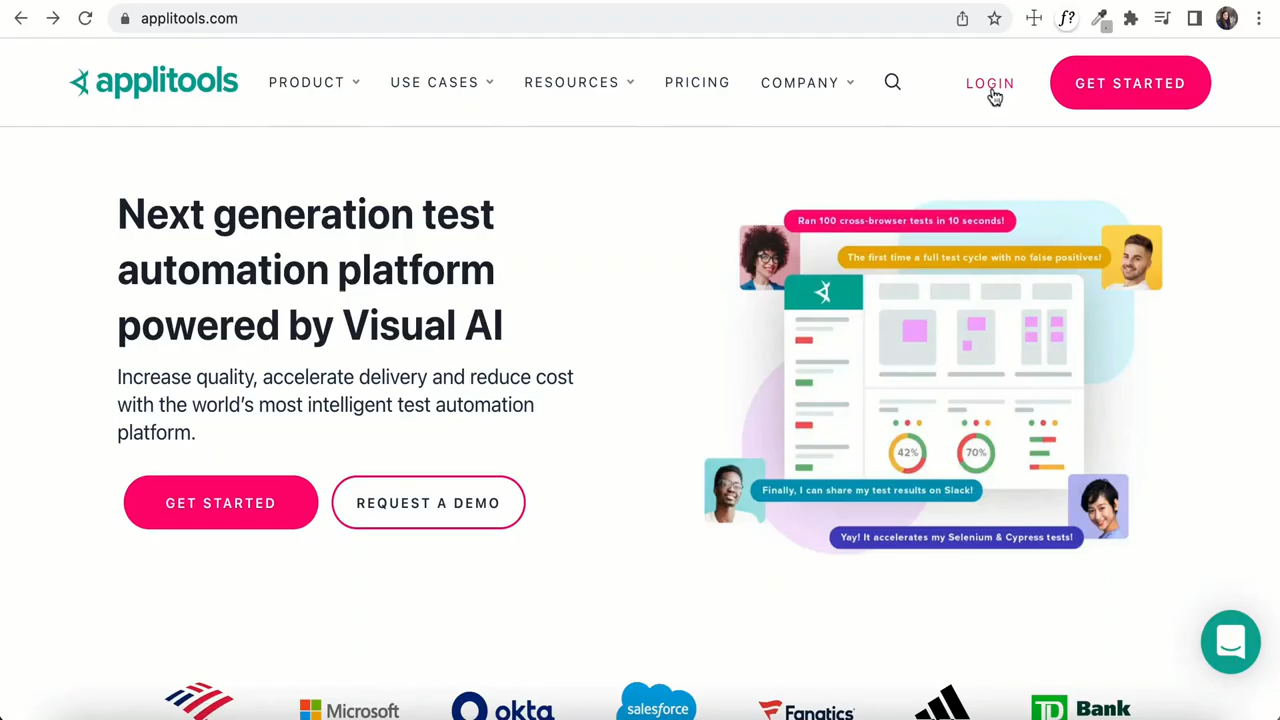 applitools.com
f?
applitools
PRODUCT
USE CASES
RESOURCES
PRICING
COMPANY
LOGIN
GET STARTED
Next generation test
automation platform
powered by Visual AI
Increase quality, accelerate delivery and reduce cost
with the world's most intelligent test automation
platform.
GET STARTED
REQUEST A DEMO
Ran 100 cross-browser tests in 10 seconds!
The first time a full test cycle with no false positives!
42%
70%
Finally, I can share my test results on Slack!
Yay! It accelerates my Selenium & Cypress tests!
Microsoft
okta
salesforce
Fanatics
TD Bank